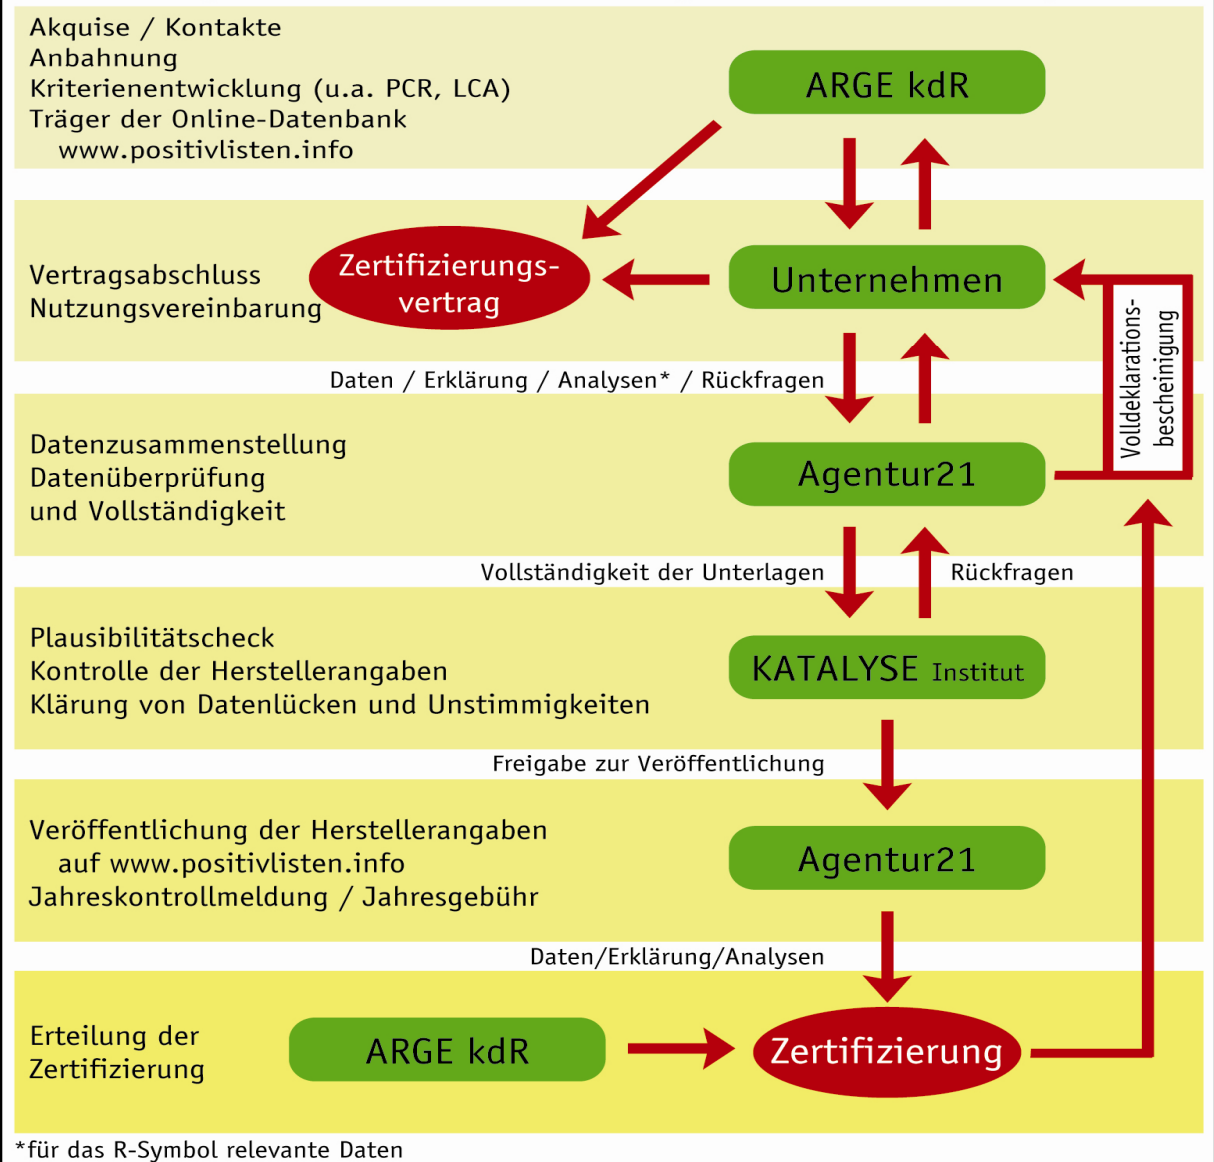 Akquise / Kontakte
Anbahnung
Kriterienentwicklung (u.a. PCR, LCA)
Träger der Online-Datenbank
www.positivlisten.info
ARGE kdR
Vertragsabschluss
Nutzungsvereinbarung
Zertifizierungs-
vertrag
Unternehmen
Volldeklarations-
bescheinigung
Daten / Erklärung / Analysen* / Rückfragen
Datenzusammenstellung
Datenüberprüfung
und Vollständigkeit
Agentur21
Vollständigkeit der Unterlagen
Rückfragen
Plausibilitätscheck
Kontrolle der Herstellerangaben
Klärung von Datenlücken und Unstimmigkeiten
KATALYSE Institut
Freigabe zur Veröffentlichung
Veröffentlichung der Herstellerangaben
auf www.positivlisten.info
Jahreskontrollmeldung / Jahresgebühr
Agentur21
Daten/Erklärung/Analysen
Erteilung der
Zertifizierung
ARGE kdR
Zertifizierung
*für das R-Symbol relevante Daten